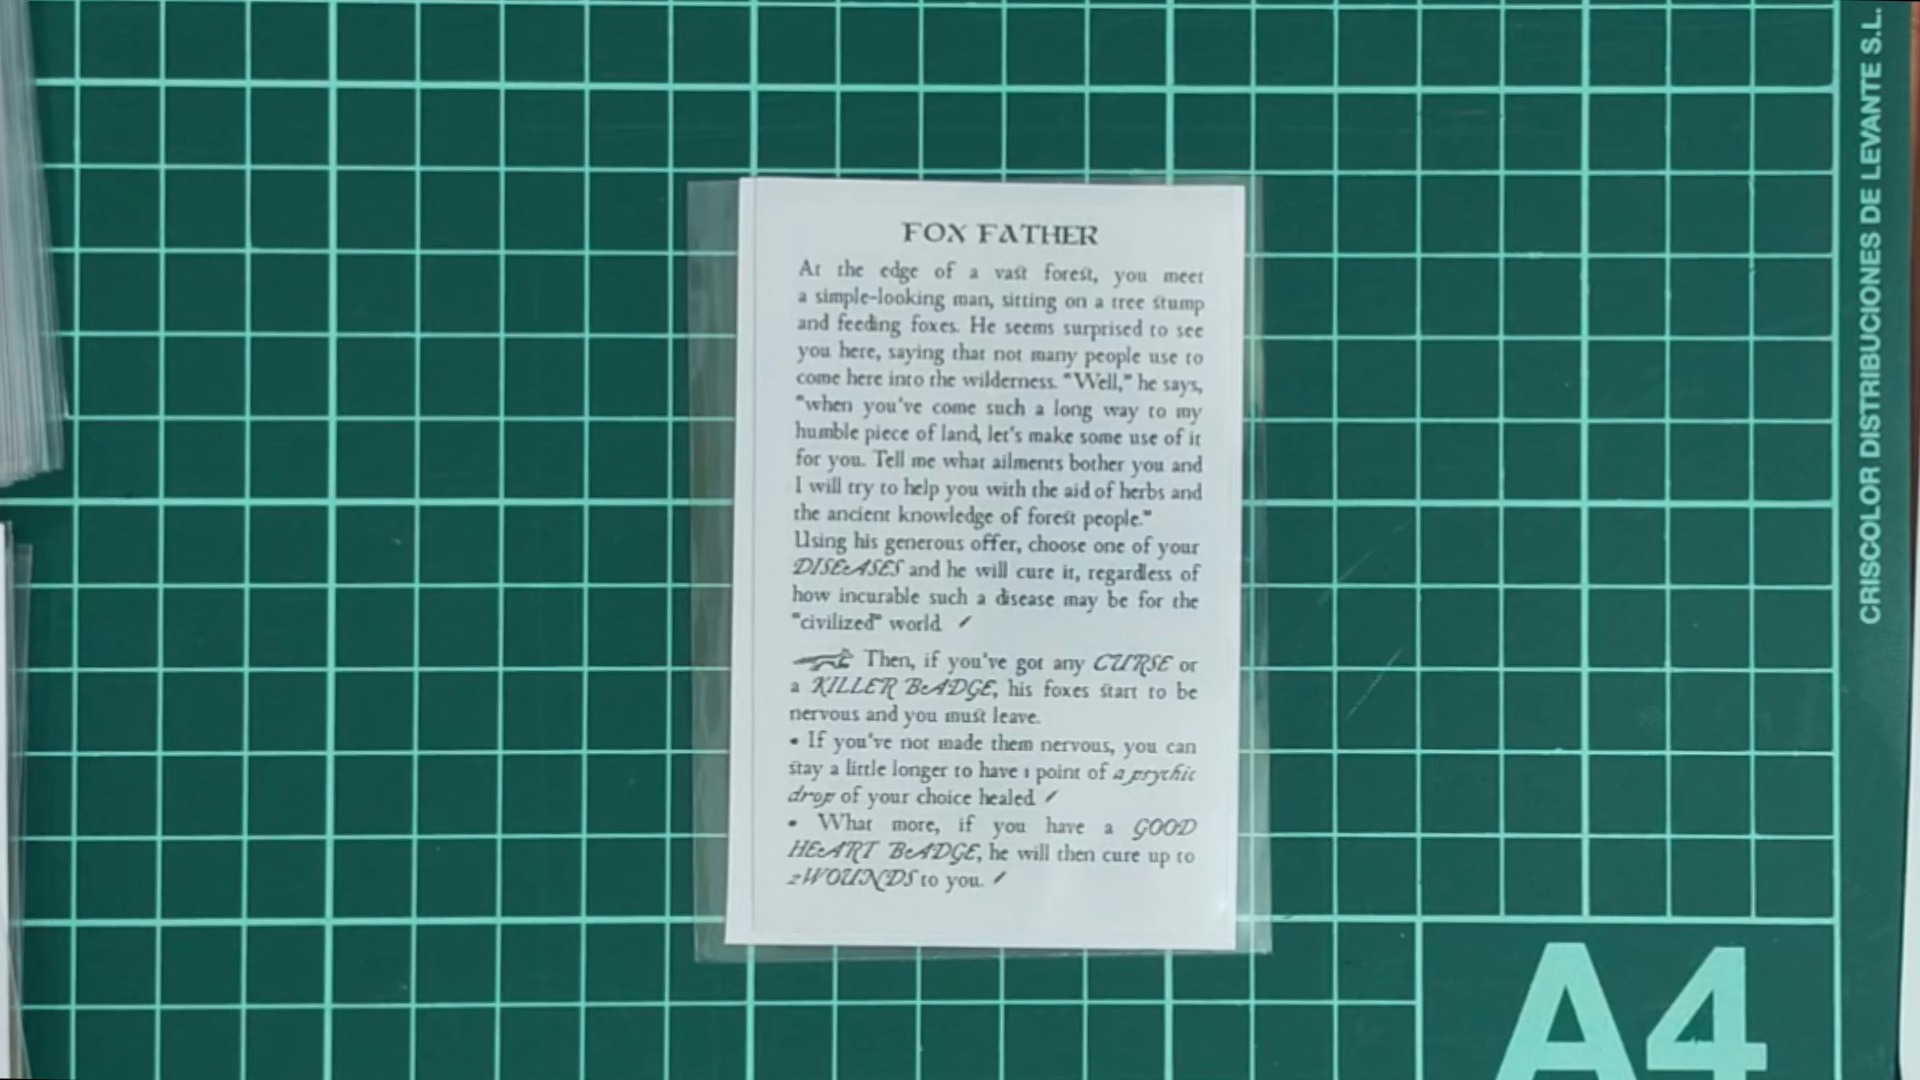 FOX FATHER
At the edge of a vast forest, you meet
a simple-looking man, sitting on a tree stump
and feeding foxes. He seems surprised to see
you here, saying that not many people use to
come here into the wilderness. "Well," he says,
"when you've come such a long way to my
humble piece of land, let's make some use of it
for you. Tell me what ailments bother you and
I will try to help you with the aid of herbs and
the ancient knowledge of forest people."
Using his generous offer, choose one of your
DISEASES and he will cure it, regardless of
how incurable such a disease may be for the
"civilized" world.
Then, if you've got any CURSE or
a KILLER BADGE, his foxes start to be
nervous and you must leave.
• If you've not made them nervous, you can
stay a little longer to have 1 point of a psychic
drop of your choice healed.
• What more, if you have a GOOD
HEART BADGE, he will then cure up to
2 WOUNDS to you.
CRISCOLOR DISTRIBUCIONES DE LEVANTE S.L.
A4